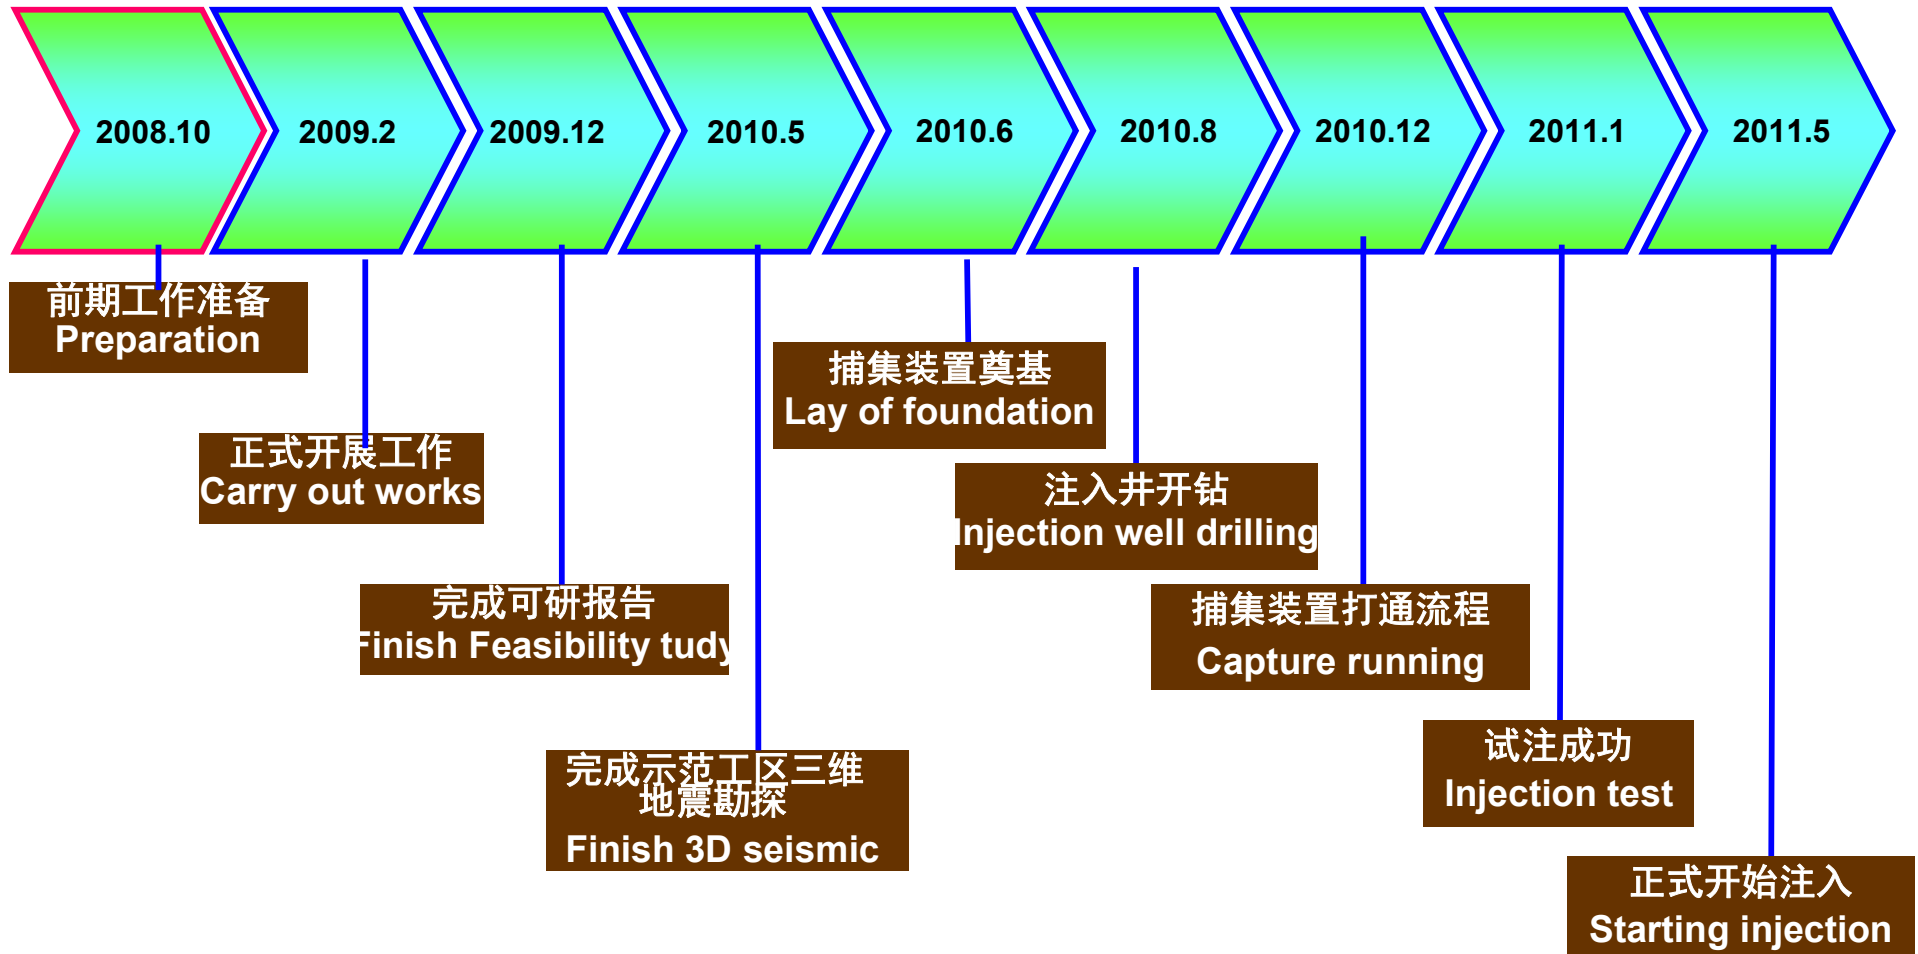 2008.10
2009.2
2009.12
2010.5
2010.6
2010.8
2010.12
2011.1
2011.5
前期工作准备
Preparation
正式开展工作
Carry out works
完成可研报告
Finish Feasibility tudy
完成示范工区三维
地震勘探
Finish 3D seismic
捕集装置奠基
Lay of foundation
注入井开钻
Injection well drilling
捕集装置打通流程
Capture running
试注成功
Injection test
正式开始注入
Starting injection